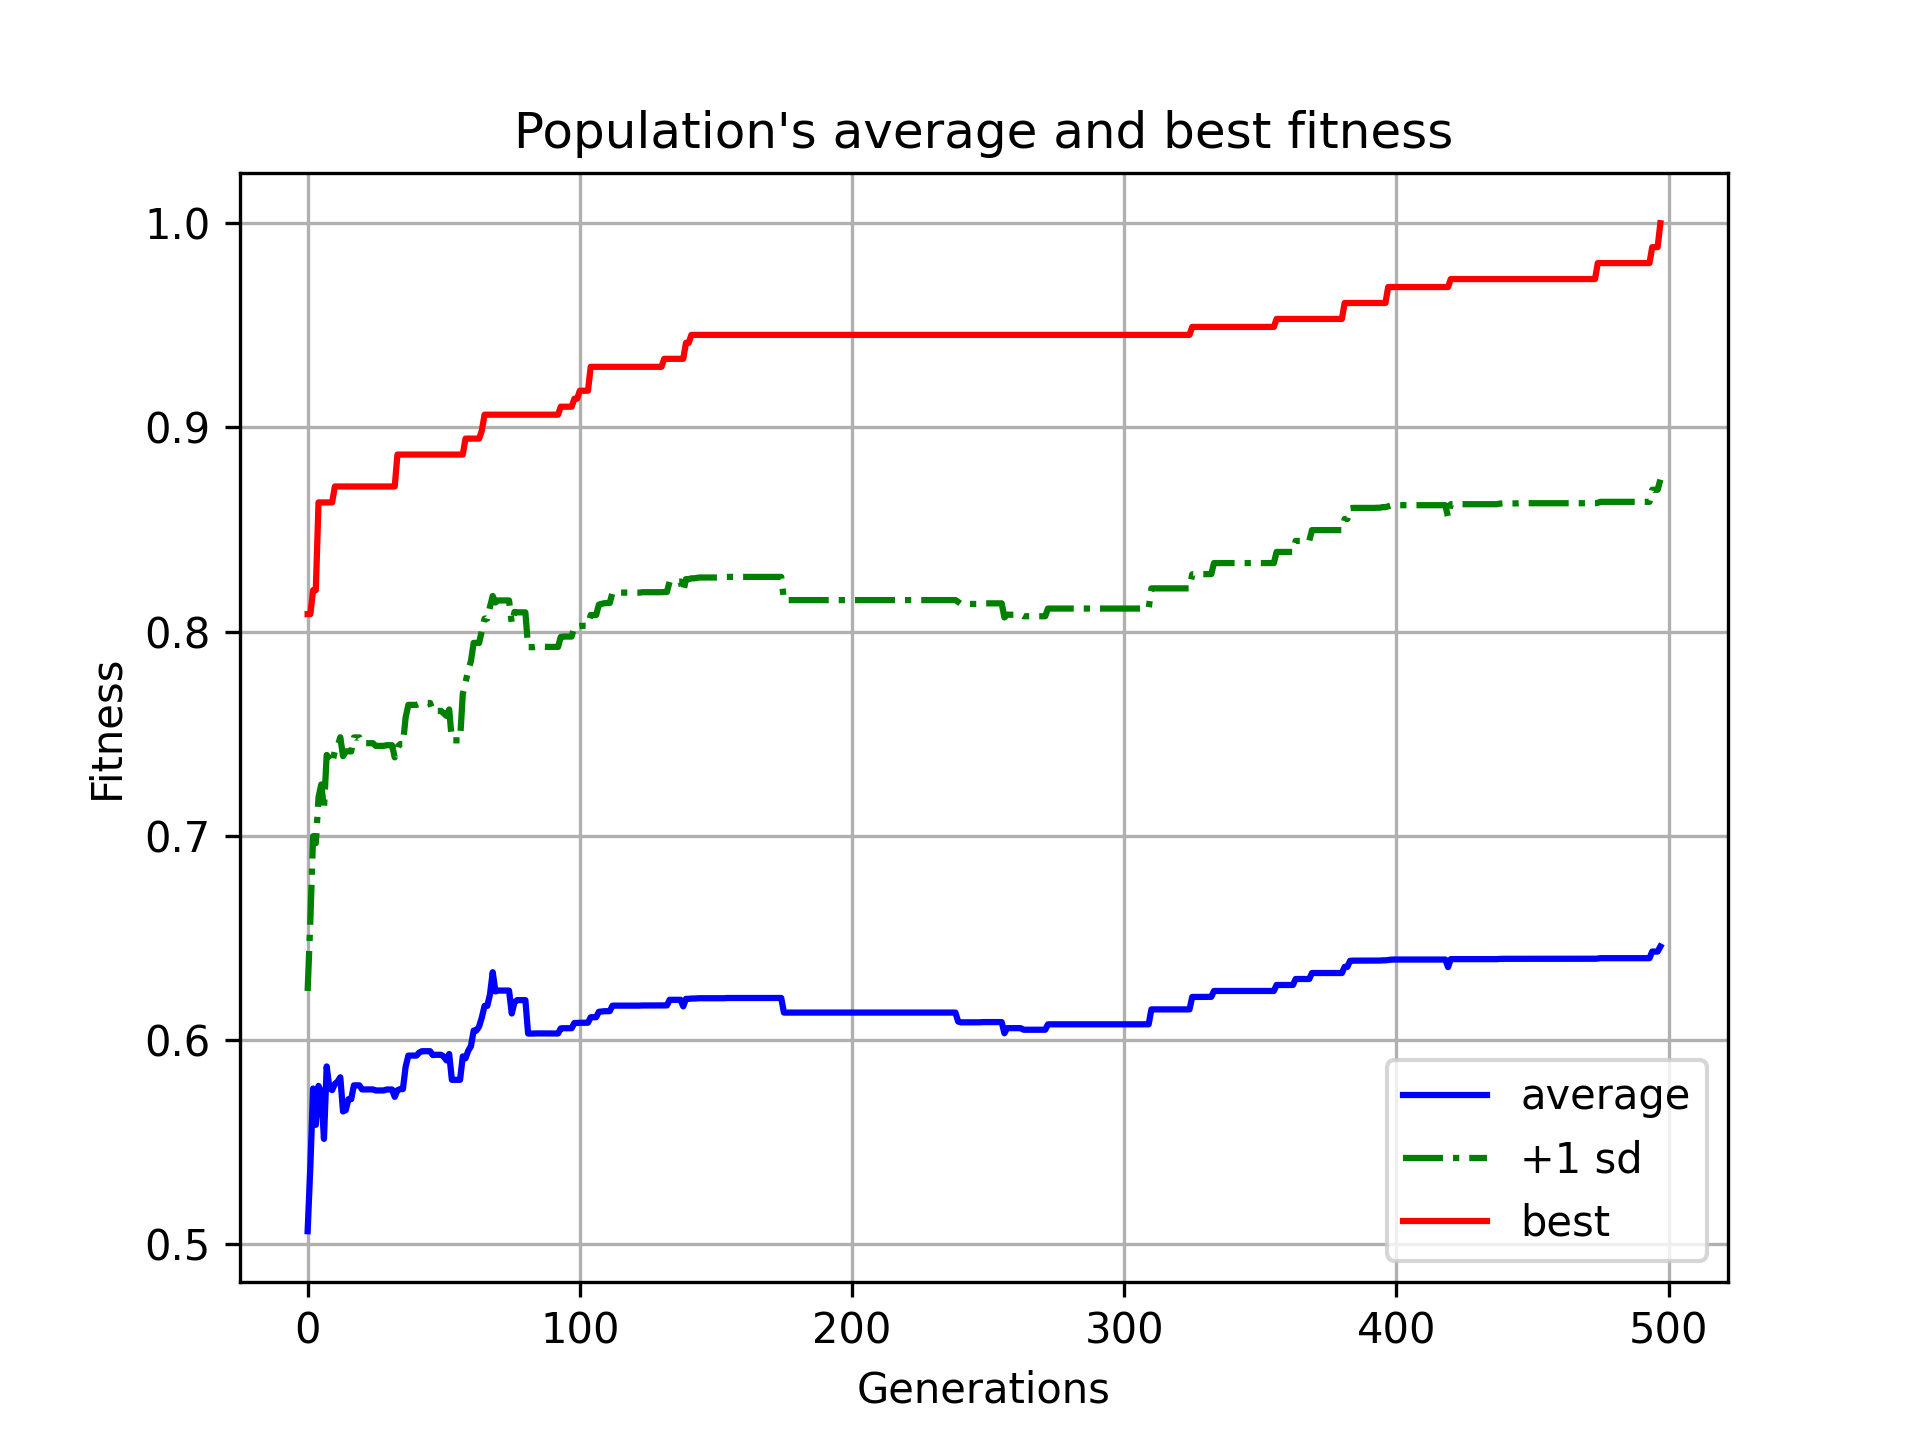 Population's average and best fitness
1.0
0.9
0.8
0.7
0.6
0.5
Fitness
average
+1 sd
best
0 100 200 300 400 500
Generations